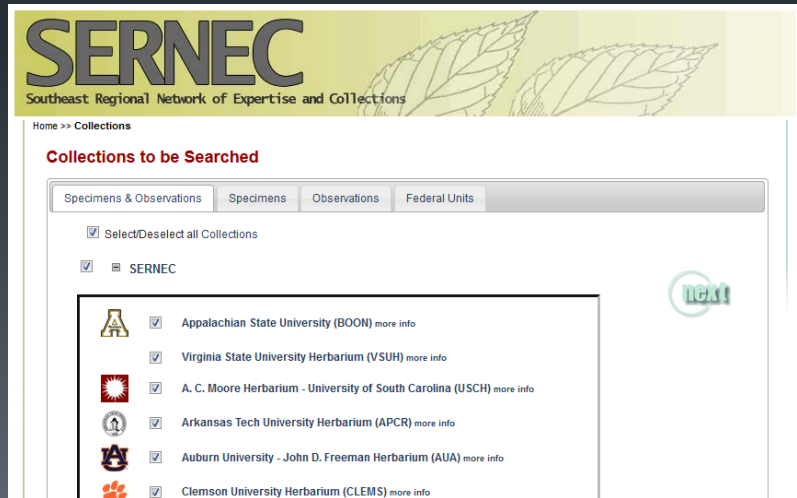 SERNEC
Southeast Regional Network of Expertise and Collections
Home >> Collections
Collections to be Searched
Specimens & Observations Specimens Observations Federal Units
Select/Deselect all Collections
SERNEC
next
Appalachian State University (BOON) more info
Virginia State University Herbarium (VSUH) more info
A. C. Moore Herbarium - University of South Carolina (USCH) more info
Arkansas Tech University Herbarium (APCR) more info
Auburn University - John D. Freeman Herbarium (AUA) more info
Clemson University Herbarium (CLEMS) more info